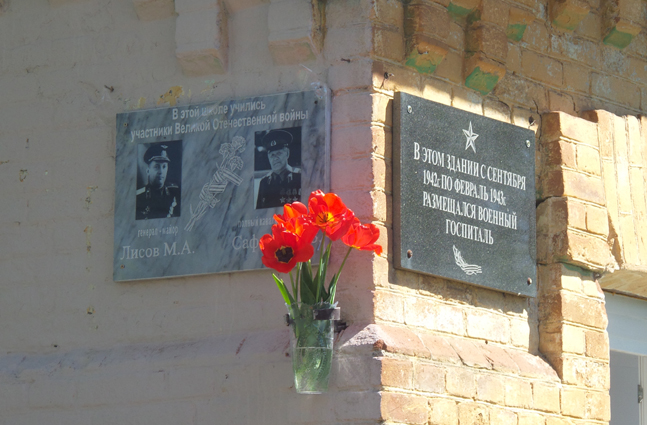 В этой школе учились
участники Великой Отечественной войны
Лисов М.А.
В ЭТОМ ЗДАНИИ С СЕНТЯБРЯ
1942г. ПО ФЕВРАЛЬ 1943г.
РАЗМЕЩАЛСЯ ВОЕННЫЙ
ГОСПИТАЛЬ